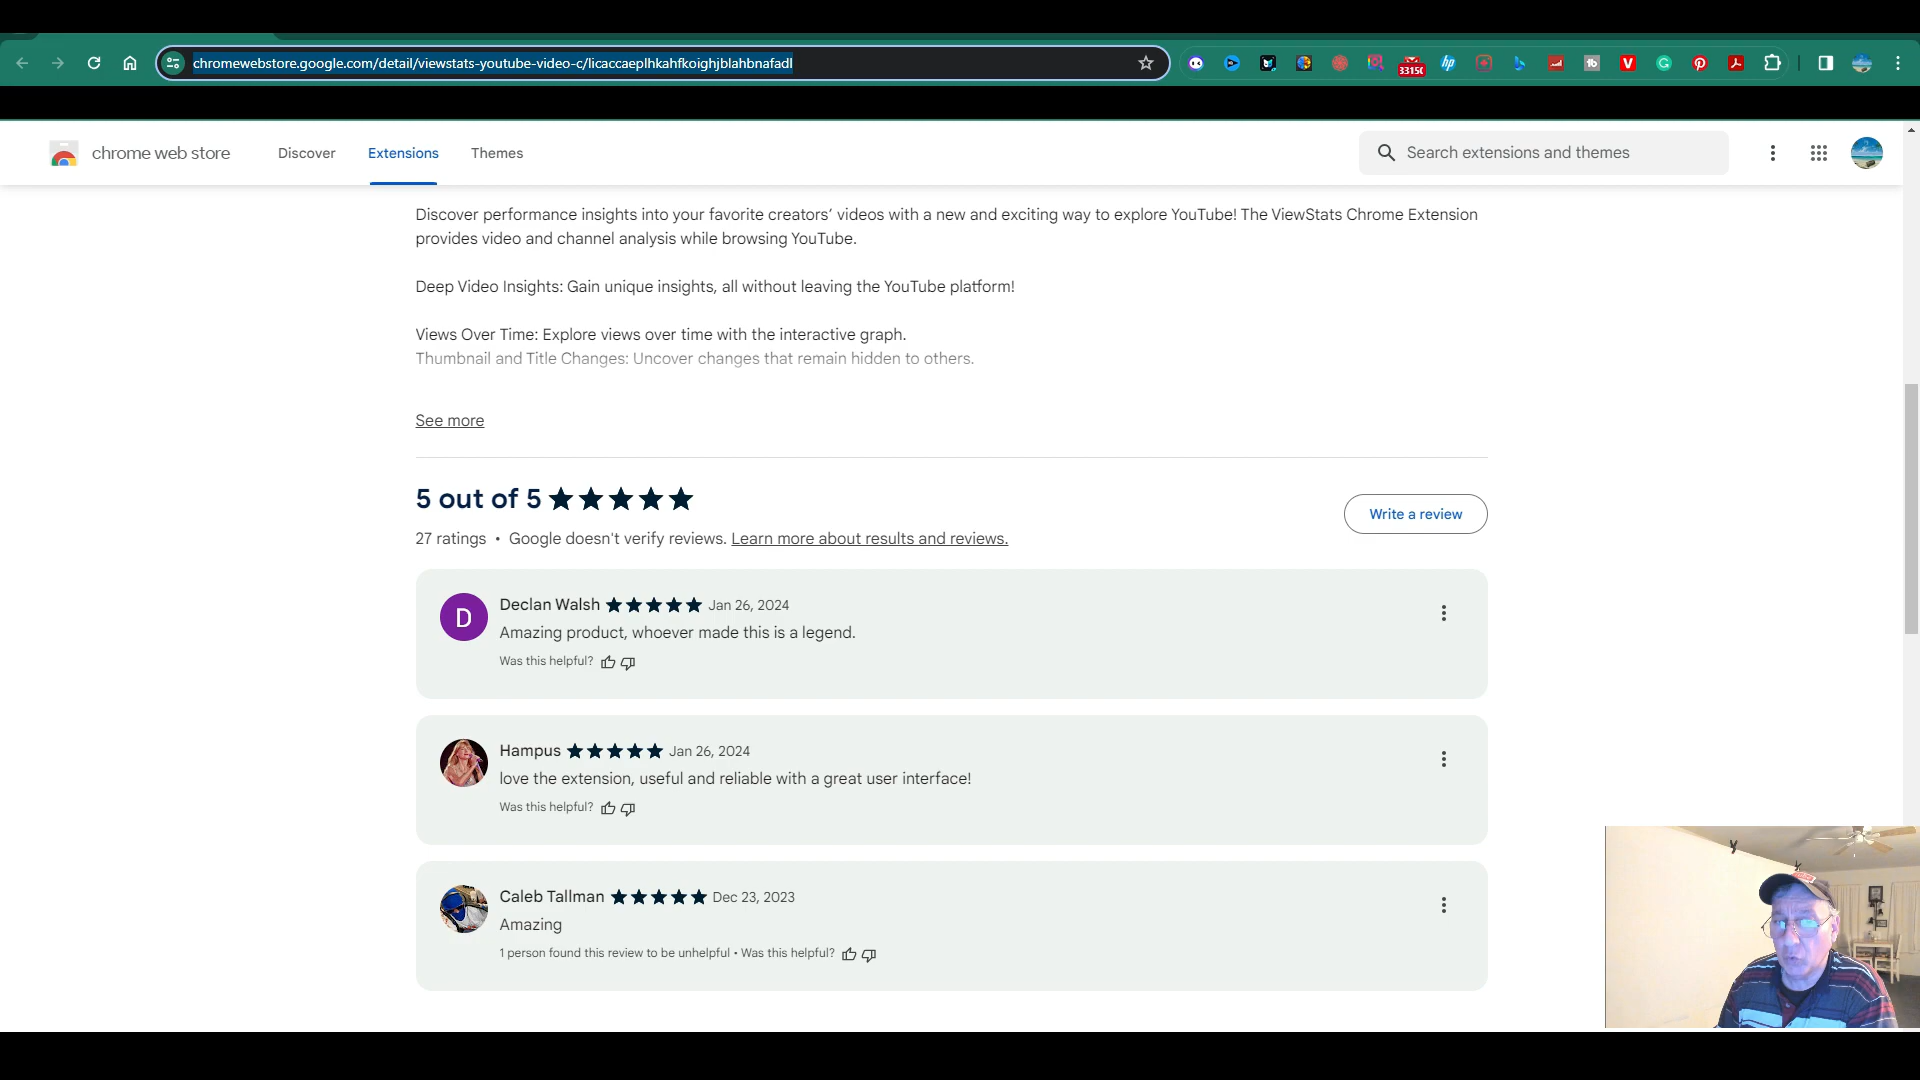 chromewebstore.google.com/detail/viewstats-youtube-video-c/licaccaeplhkahfkoighjblahbnafadl
33150
hp
tb
V
G
chrome web store
Discover
Extensions
Themes
Search extensions and themes
Discover performance insights into your favorite creators’ videos with a new and exciting way to explore YouTube! The ViewStats Chrome Extension
provides video and channel analysis while browsing YouTube.
Deep Video Insights: Gain unique insights, all without leaving the YouTube platform!
Views Over Time: Explore views over time with the interactive graph.
Thumbnail and Title Changes: Uncover changes that remain hidden to others.
See more
5 out of 5
Write a review
27 ratings • Google doesn't verify reviews. Learn more about results and reviews.
D
Declan Walsh Jan 26, 2024
Amazing product, whoever made this is a legend.
Was this helpful?
Hampus Jan 26, 2024
love the extension, useful and reliable with a great user interface!
Was this helpful?
Caleb Tallman Dec 23, 2023
Amazing
1 person found this review to be unhelpful • Was this helpful?